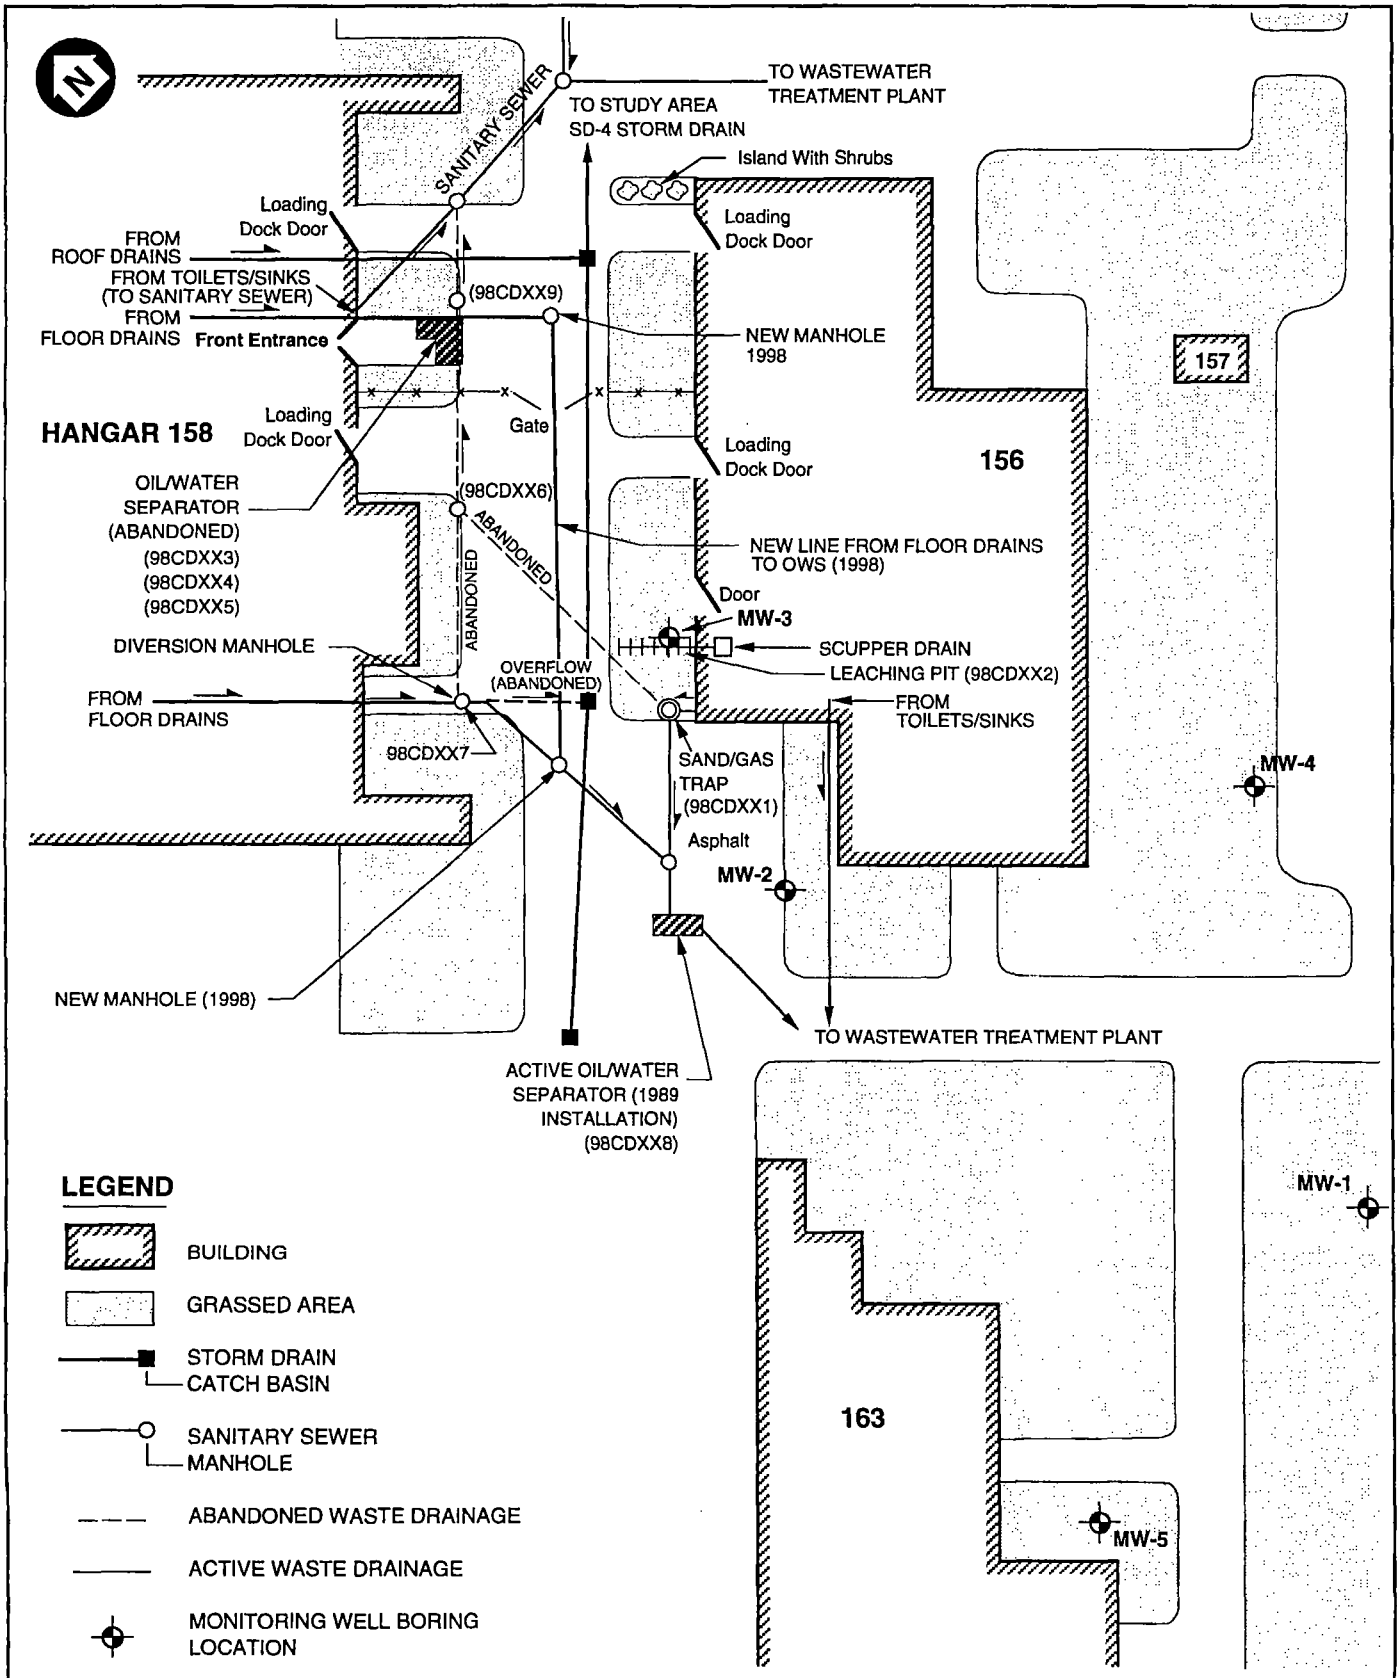 N
SANITARY SEWER
TO WASTEWATER
TREATMENT PLANT
TO STUDY AREA
SD-4 STORM DRAIN
Island With Shrubs
Loading
Dock Door
Loading
Dock Door
FROM
ROOF DRAINS
FROM TOILETS/SINKS
(TO SANITARY SEWER)
FROM
FLOOR DRAINS
Front Entrance
(98CDXX9)
NEW MANHOLE
1998
157
x x x x x x x
Gate
HANGAR 158
Loading
Dock Door
Loading
Dock Door
156
OIL/WATER
SEPARATOR
(ABANDONED)
(98CDXX3)
(98CDXX4)
(98CDXX5)
(98CDXX6)
ABANDONED
ABANDONED
NEW LINE FROM FLOOR DRAINS
TO OWS (1998)
Door
MW-3
SCUPPER DRAIN
LEACHING PIT (98CDXX2)
DIVERSION MANHOLE
OVERFLOW
(ABANDONED)
FROM
FLOOR DRAINS
FROM
TOILETS/SINKS
98CDXX7
SAND/GAS
TRAP
(98CDXX1)
MW-4
Asphalt
MW-2
NEW MANHOLE (1998)
TO WASTEWATER TREATMENT PLANT
ACTIVE OIL/WATER
SEPARATOR (1989
INSTALLATION)
(98CDXX8)
MW-1
163
MW-5
LEGEND
BUILDING
GRASSED AREA
STORM DRAIN
CATCH BASIN
SANITARY SEWER
MANHOLE
ABANDONED WASTE DRAINAGE
ACTIVE WASTE DRAINAGE
MONITORING WELL BORING
LOCATION